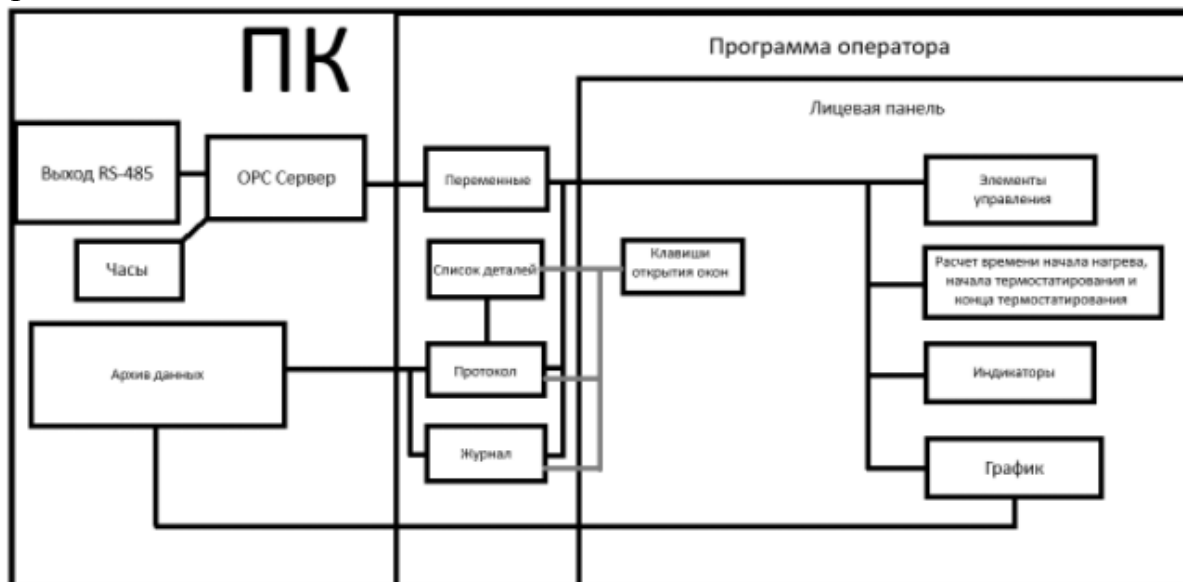 ПК
Программа оператора
Лицевая панель
Выход RS-485
OPC Сервер
Переменные
Элементы
управления
Часы
Список деталей
Клавиши
открытия окон
Расчет времени начала нагрева,
начала термостатирования и
конца термостатирования
Архив данных
Протокол
Индикаторы
Журнал
График